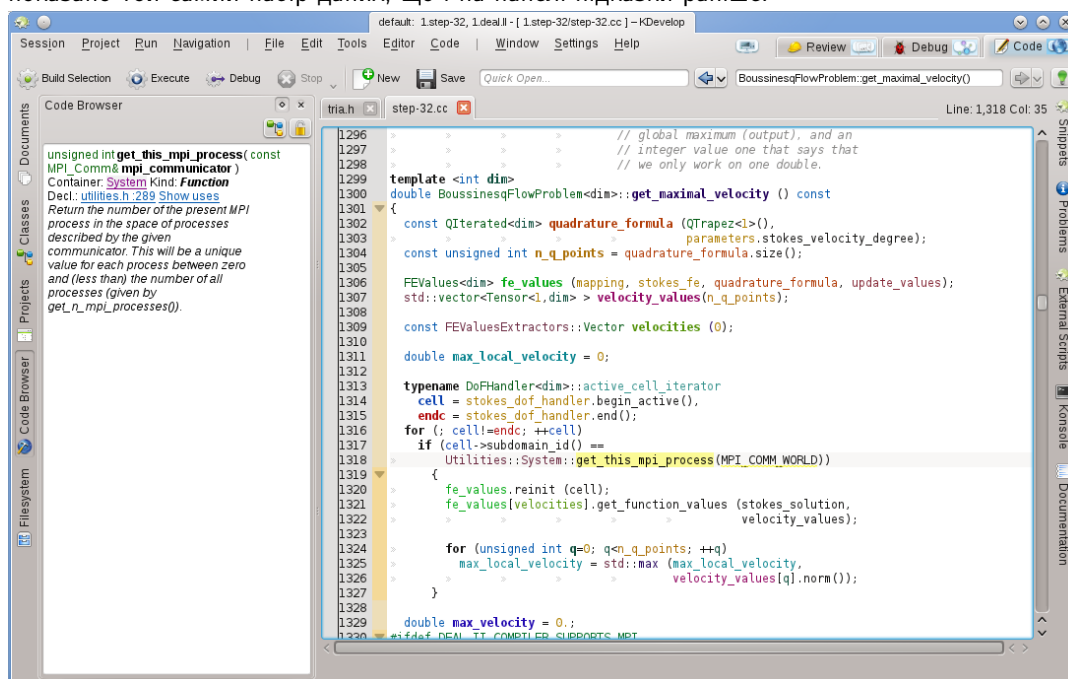 показано той самий набір даних, що і на панелі підказки раніше.
default: 1.step-32, 1.deal.II - [ 1.step-32/step-32.cc ] – KDevelop
Session Project Run Navigation | File Edit Tools Editor Code | Window Settings Help
Review Debug Code
Build Selection Execute Debug Stop New Save Quick Open... BoussinesqFlowProblem::get_maximal_velocity()
Code Browser
tria.h step-32.cc Line: 1,318 Col: 35
Documents
Classes
Projects
Code Browser
Filesystem
unsigned int get_this_mpi_process( const
MPI_Comm& mpi_communicator )
Container: System Kind: Function
Decl.: utilities.h :289 Show uses
Return the number of the present MPI
process in the space of processes
described by the given
communicator. This will be a unique
value for each process between zero
and (less than) the number of all
processes (given by
get_n_mpi_processes()).
1296 // global maximum (output), and an
1297 // integer value one that says that
1298 // we only work on one double.
1299 template <int dim>
1300 double BoussinesqFlowProblem<dim>::get_maximal_velocity () const
1301 {
1302 const QIterated<dim> quadrature_formula (QTrapez<1>(),
1303 parameters.stokes_velocity_degree);
1304 const unsigned int n_q_points = quadrature_formula.size();
1305
1306 FEValues<dim> fe_values (mapping, stokes_fe, quadrature_formula, update_values);
1307 std::vector<Tensor<1,dim> > velocity_values(n_q_points);
1308
1309 const FEValuesExtractors::Vector velocities (0);
1310
1311 double max_local_velocity = 0;
1312
1313 typename DoFHandler<dim>::active_cell_iterator
1314 cell = stokes_dof_handler.begin_active(),
1315 endc = stokes_dof_handler.end();
1316 for (; cell!=endc; ++cell)
1317 if (cell->subdomain_id() ==
1318 Utilities::System::get_this_mpi_process(MPI_COMM_WORLD))
1319 {
1320 fe_values.reinit (cell);
1321 fe_values[velocities].get_function_values (stokes_solution,
1322 velocity_values);
1323
1324 for (unsigned int q=0; q<n_q_points; ++q)
1325 max_local_velocity = std::max (max_local_velocity,
1326 velocity_values[q].norm());
1327 }
1328
1329 double max_velocity = 0.;
1330 #ifdef DEAL_II_COMPILER_SUPPORTS_MPI
Snippets
Problems
External Scripts
Konsole
Documentation